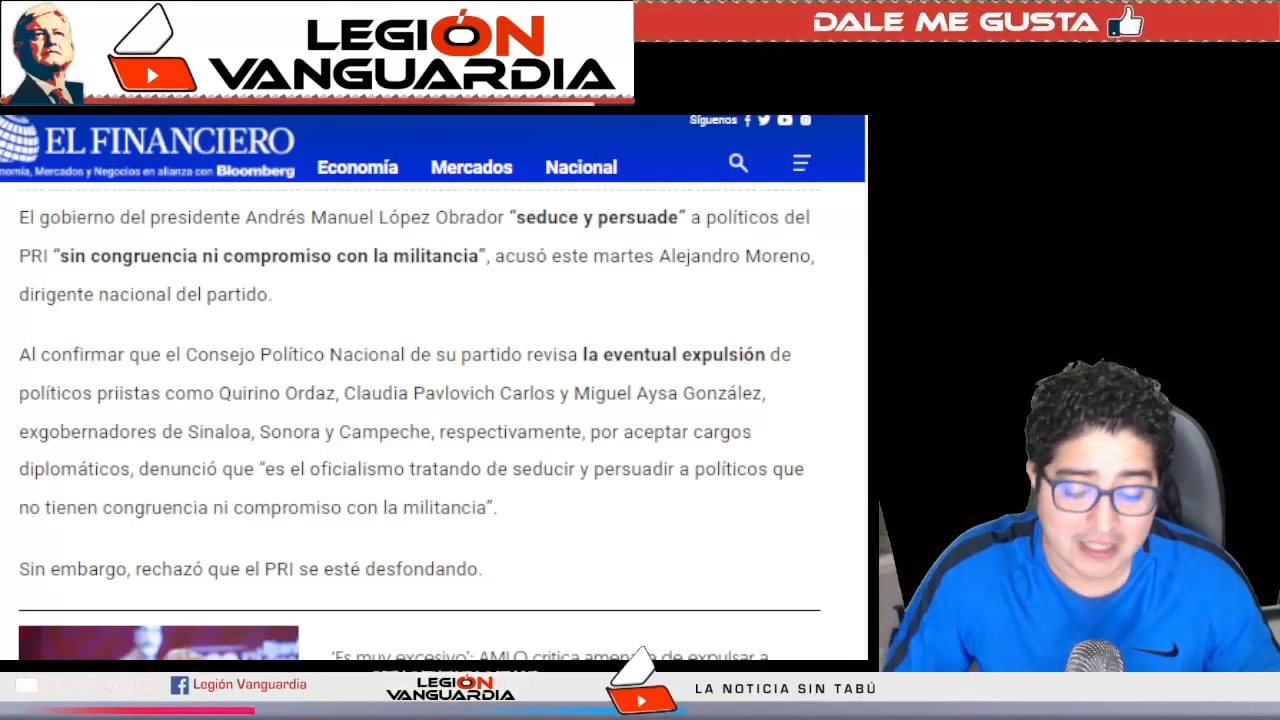 LEGIÓN
VANGUARDIA
DALE ME GUSTA
EL FINANCIERO
Economía, Mercados y Negocios en alianza con Bloomberg
Economía Mercados Nacional
Síguenos
El gobierno del presidente Andrés Manuel López Obrador “seduce y persuade” a políticos del
PRI “sin congruencia ni compromiso con la militancia”, acusó este martes Alejandro Moreno,
dirigente nacional del partido.
Al confirmar que el Consejo Político Nacional de su partido revisa la eventual expulsión de
políticos priistas como Quirino Ordaz, Claudia Pavlovich Carlos y Miguel Aysa González,
exgobernadores de Sinaloa, Sonora y Campeche, respectivamente, por aceptar cargos
diplomáticos, denunció que “es el oficialismo tratando de seducir y persuadir a políticos que
no tienen congruencia ni compromiso con la militancia”.
Sin embargo, rechazó que el PRI se esté desfondando.
‘Es muy excesivo’: AMLO critica de expulsar a
Legión Vanguardia
LEGIÓN
VANGUARDIA
LA NOTICIA SIN TABÚ